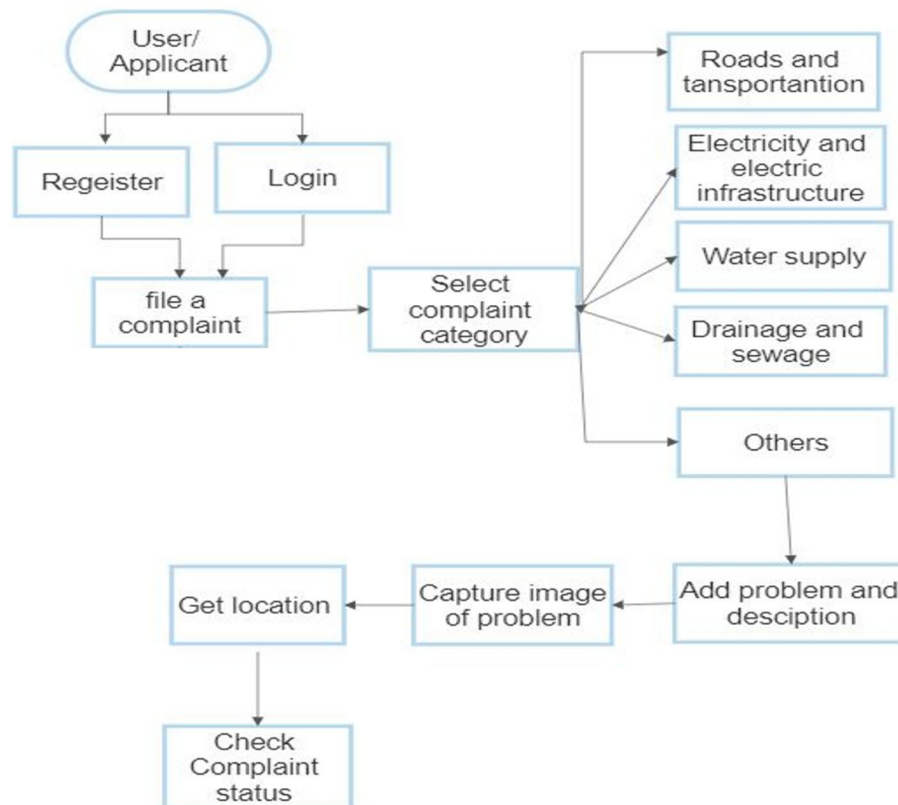 User/
Applicant
Regeister
Login
file a
complaint
Select
complaint
category
Roads and
tansportantion
Electricity and
electric
infrastructure
Water supply
Drainage and
sewage
Others
Add problem and
desciption
Capture image
of problem
Get location
Check
Complaint
status